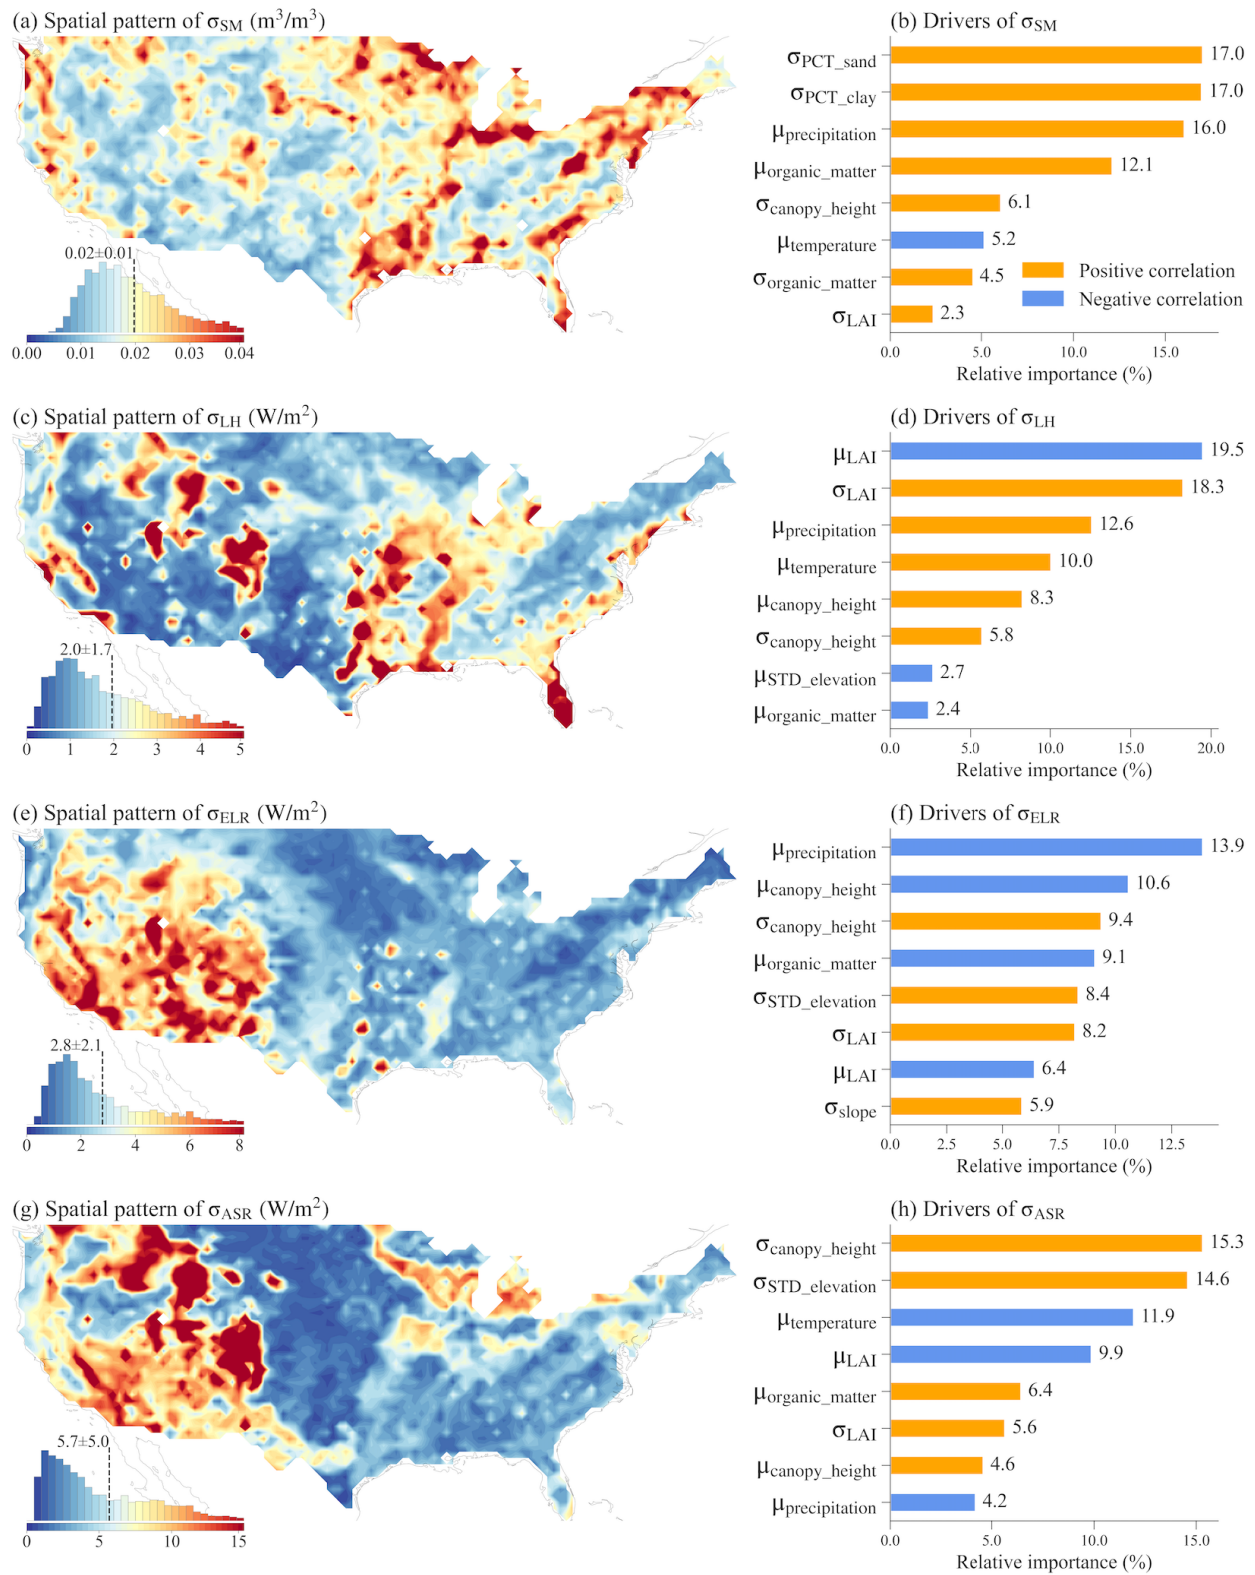 (a) Spatial pattern of σSM (m³/m³)
0.02±0.01
0.00 0.01 0.02 0.03 0.04
(b) Drivers of σSM
σPCT_sand 17.0
σPCT_clay 17.0
μprecipitation 16.0
μorganic_matter 12.1
σcanopy_height 6.1
μtemperature 5.2
σorganic_matter 4.5
σLAI 2.3
Positive correlation
Negative correlation
0.0 5.0 10.0 15.0
Relative importance (%)
(c) Spatial pattern of σLH (W/m²)
2.0±1.7
0 1 2 3 4 5
(d) Drivers of σLH
μLAI 19.5
σLAI 18.3
μprecipitation 12.6
μtemperature 10.0
μcanopy_height 8.3
σcanopy_height 5.8
μSTD_elevation 2.7
μorganic_matter 2.4
0.0 5.0 10.0 15.0 20.0
Relative importance (%)
(e) Spatial pattern of σELR (W/m²)
2.8±2.1
0 2 4 6 8
(f) Drivers of σELR
μprecipitation 13.9
μcanopy_height 10.6
σcanopy_height 9.4
μorganic_matter 9.1
σSTD_elevation 8.4
σLAI 8.2
μLAI 6.4
σslope 5.9
0.0 2.5 5.0 7.5 10.0 12.5
Relative importance (%)
(g) Spatial pattern of σASR (W/m²)
5.7±5.0
0 5 10 15
(h) Drivers of σASR
σcanopy_height 15.3
σSTD_elevation 14.6
μtemperature 11.9
μLAI 9.9
μorganic_matter 6.4
σLAI 5.6
μcanopy_height 4.6
μprecipitation 4.2
0.0 5.0 10.0 15.0
Relative importance (%)